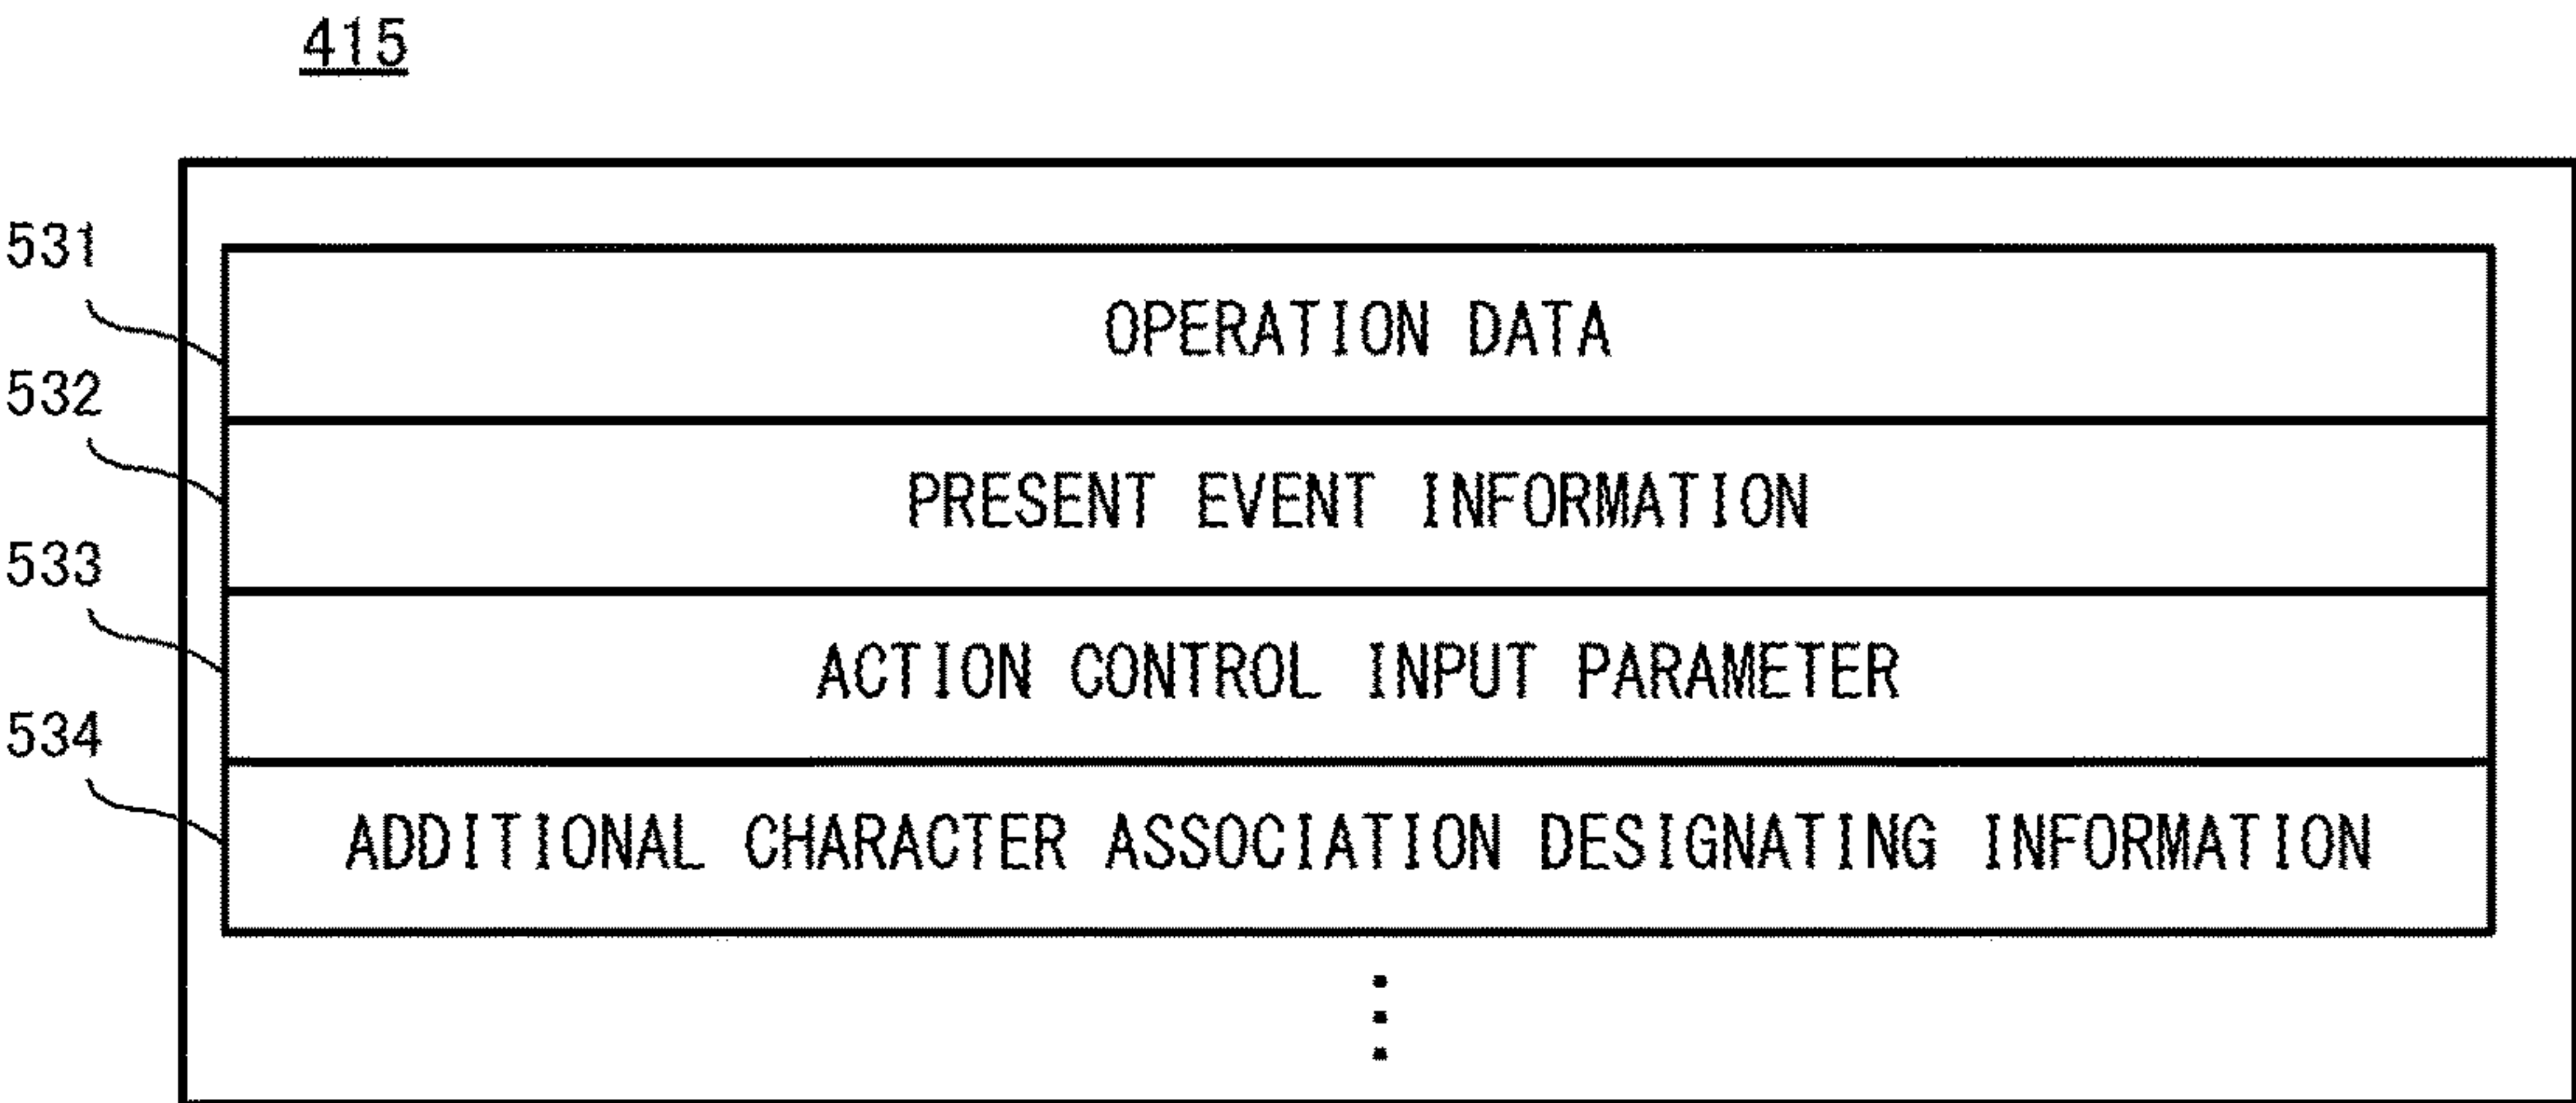 415
531
OPERATION DATA
532
PRESENT EVENT INFORMATION
533
ACTION CONTROL INPUT PARAMETER
534
ADDITIONAL CHARACTER ASSOCIATION DESIGNATING INFORMATION